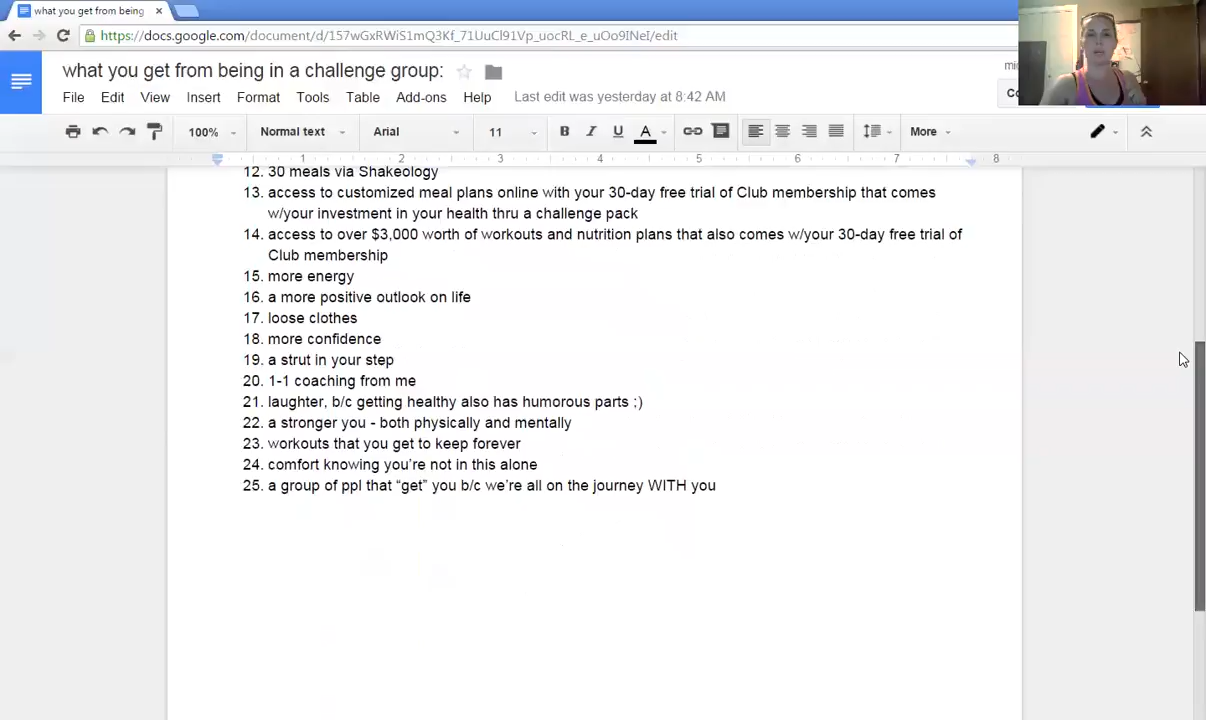 what you get from being
https://docs.google.com/document/d/157wGxRWiS1mQ3Kf_71UuCl91Vp_uocRL_e_uOo9INeI/edit
what you get from being in a challenge group:
File Edit View Insert Format Tools Table Add-ons Help Last edit was yesterday at 8:42 AM
100% Normal text Arial 11 B I U A More
1 2 3 4 5 6 7 8
12. 30 meals via Shakeology
13. access to customized meal plans online with your 30-day free trial of Club membership that comes
w/your investment in your health thru a challenge pack
14. access to over $3,000 worth of workouts and nutrition plans that also comes w/your 30-day free trial of
Club membership
15. more energy
16. a more positive outlook on life
17. loose clothes
18. more confidence
19. a strut in your step
20. 1-1 coaching from me
21. laughter, b/c getting healthy also has humorous parts ;)
22. a stronger you - both physically and mentally
23. workouts that you get to keep forever
24. comfort knowing you’re not in this alone
25. a group of ppl that “get” you b/c we’re all on the journey WITH you